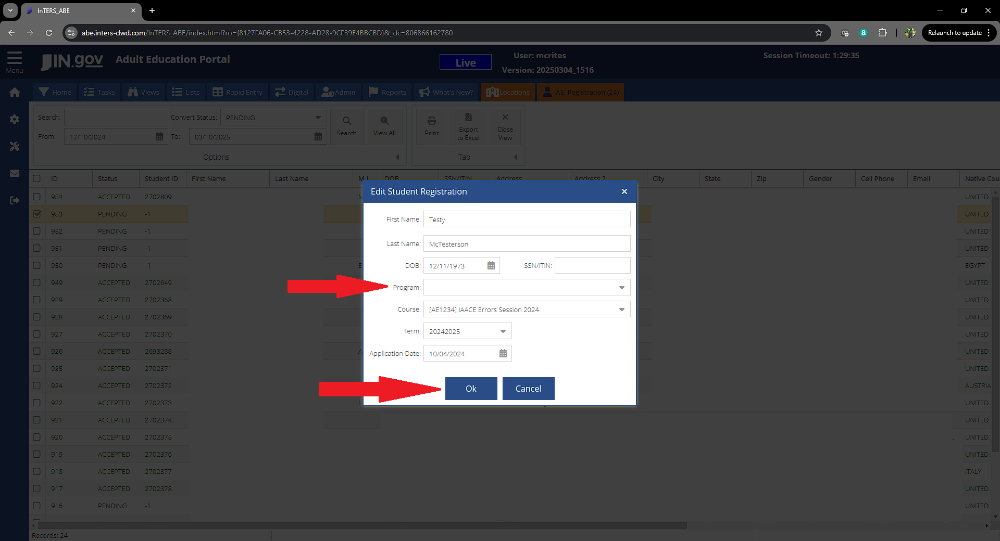 InTERS_ABE
abe.inters-dwd.com/InTERS_ABE/index.html?ro={8127FA06-CB53-4228-AD28-9CF39E4BBCBD}&_dc=806866162780
a
Relaunch to update
Menu
IN.gov
Adult Education Portal
Live
User: mcrites
Version: 20250304_1516
Session Timeout: 1:29:35
Home Tasks Views Lists Rapid Entry Digital Admin Reports What's New? Locations AE: Registration (24)
Search: Convert Status: PENDING
From: 12/10/2024 To: 03/10/2025
Search
View All
Options
Print
Export to Excel
Close View
Tab
ID Status Student ID First Name Last Name M.I. DOB SSN/ITIN Address Address 2 City State Zip Gender Cell Phone Email Native Cou
954 ACCEPTED 2702809 M UNITED S
953 PENDING -1 UNITED S
952 PENDING -1 UNITED S
951 PENDING -1 UNITED S
950 PENDING -1 E EGYPT
949 ACCEPTED 2702649 UNITED S
929 ACCEPTED 2702368 UNITED S
928 ACCEPTED 2702369 UNITED S
927 ACCEPTED 2702370 UNITED S
926 ACCEPTED 2698288 A UNITED S
925 ACCEPTED 2702371 UNITED S
924 ACCEPTED 2702372 AUSTRIA
922 ACCEPTED 2702373 L UNITED S
921 ACCEPTED 2702374 UNITED S
920 ACCEPTED 2702375 UNITED S
919 ACCEPTED 2702376 UNITED S
918 ACCEPTED 2702377 ITALY
917 ACCEPTED 2702378 UNITED S
916 PENDING -1 UNITED S
Records: 24
Edit Student Registration
First Name: Testy
Last Name: McTesterson
DOB: 12/11/1973 SSN/ITIN:
Program:
Course: [AE1234] IAACE Errors Session 2024
Term: 20242025
Application Date: 10/04/2024
Ok Cancel